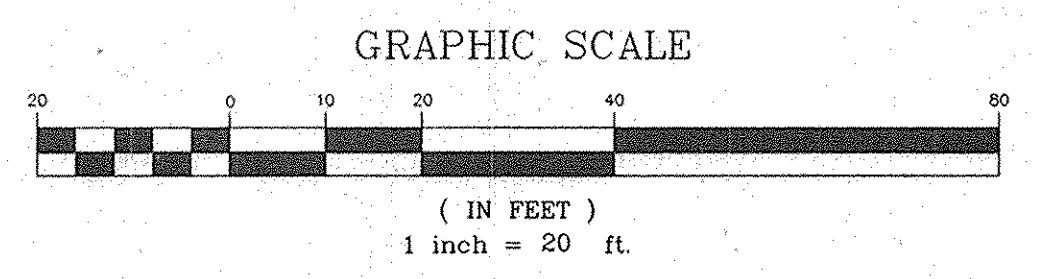 GRAPHIC SCALE
20 0 10 20 40 80
( IN FEET )
1 inch = 20 ft.